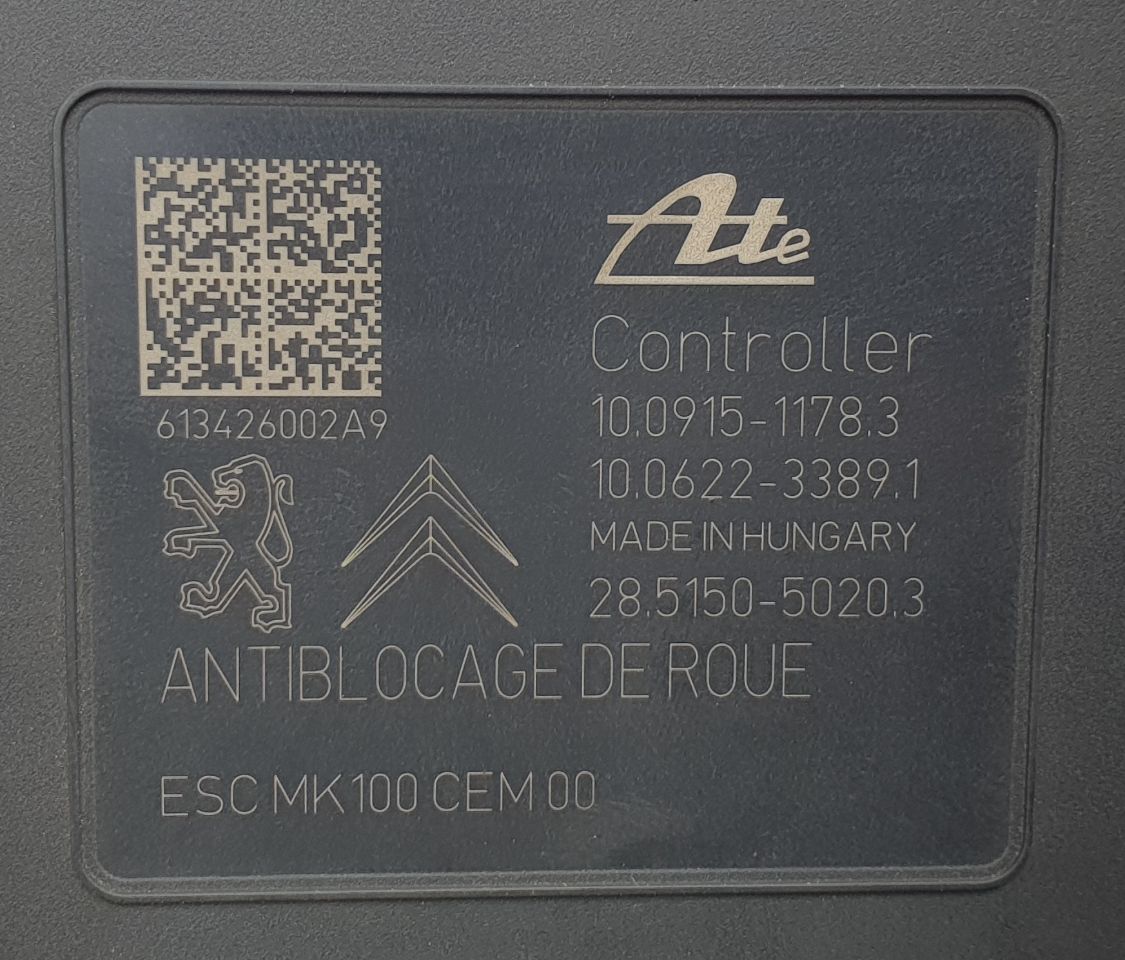 Ate
Controller
613426002A9
10.0915-1178.3
10.0622-3389.1
MADE IN HUNGARY
28.5150-5020.3
ANTIBLOCAGE DE ROUE
ESC MK100 CEM 00